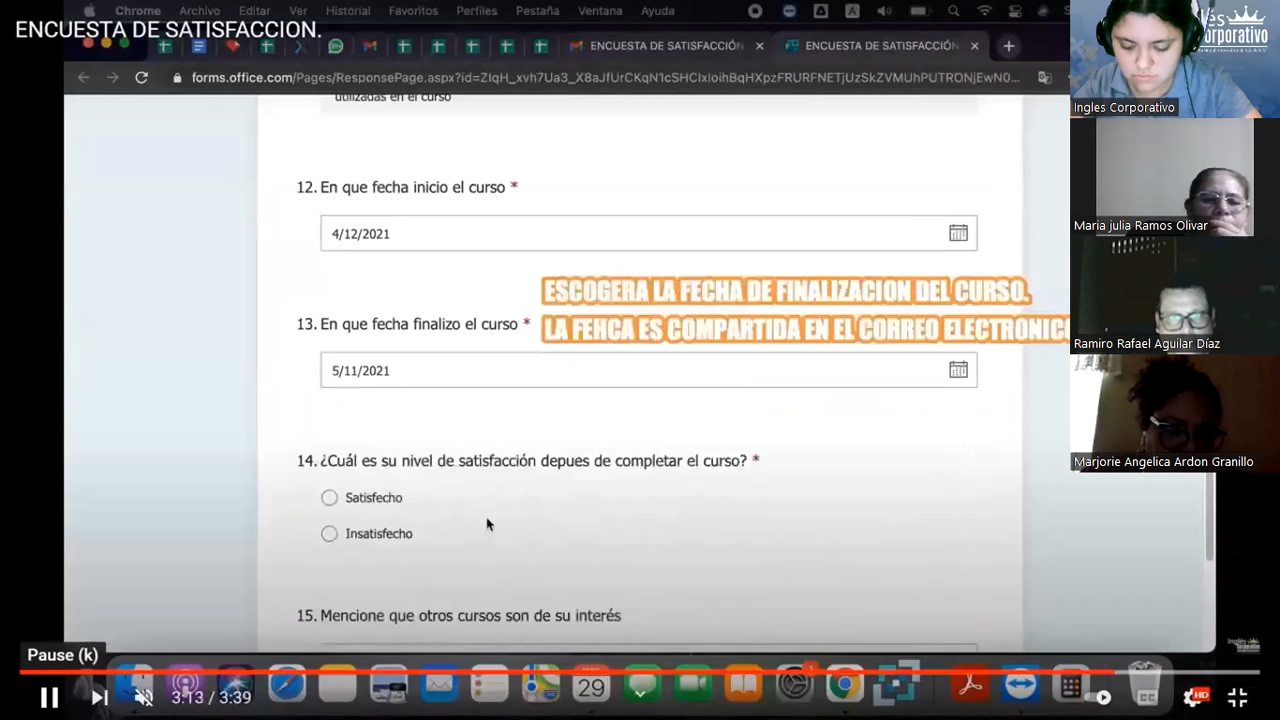 ENCUESTA DE SATISFACCION.
Chrome Archivo Editar Ver Historial Favoritos Perfiles Pestaña Ventana Ayuda
ENCUESTA DE SATISFACCIÓN ENCUESTA DE SATISFACCIÓN
forms.office.com/Pages/ResponsePage.aspx?id=ZIqH_xvh7Ua3_X8aJfUrCKqN1cSHCIxIoihBqHXpzFRURFNETjUzSkZVMUhPUTRONjEwN0...
utilizadas en el curso
12. En que fecha inicio el curso *
4/12/2021
ESCOGERA LA FECHA DE FINALIZACION DEL CURSO.
13. En que fecha finalizo el curso *
LA FEHCA ES COMPARTIDA EN EL CORREO ELECTRONIC
5/11/2021
14. ¿Cuál es su nivel de satisfacción depues de completar el curso? *
Satisfecho
Insatisfecho
15. Mencione que otros cursos son de su interés
Pause (k)
29
3:13 / 3:39
HD
Corporativo
Ingles Corporativo
Maria julia Ramos Olivar
Ramiro Rafael Aguilar Díaz
Marjorie Angelica Ardon Granillo